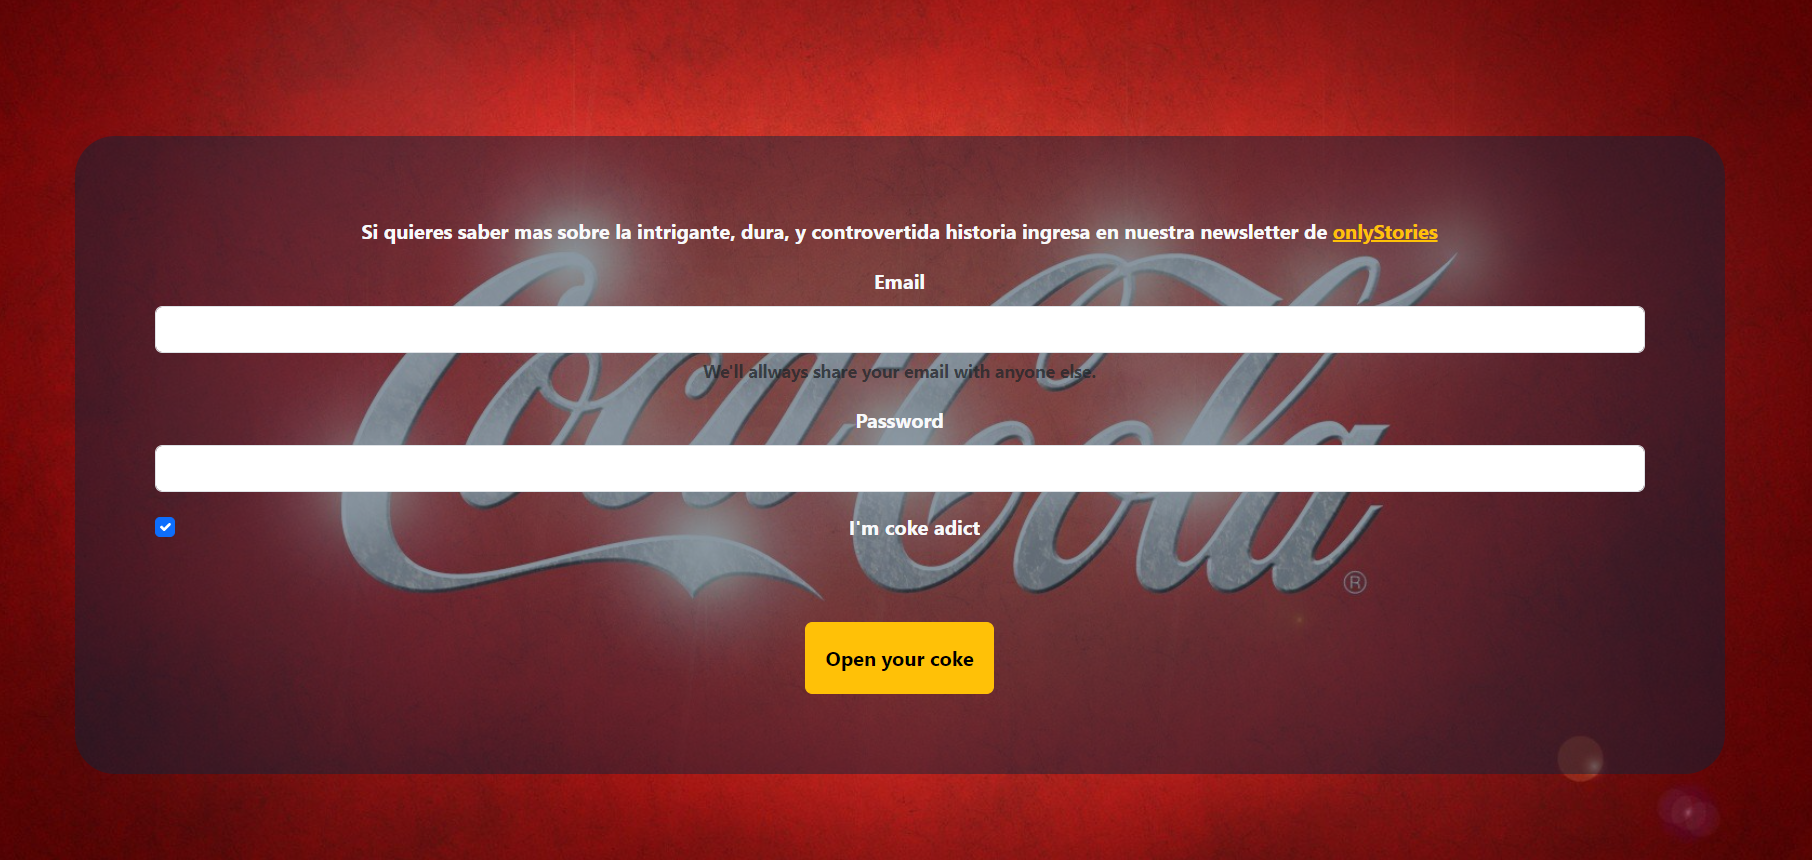 Si quieres saber mas sobre la intrigante, dura, y controvertida historia ingresa en nuestra newsletter de onlyStories
Email
Coca-Cola
We'll allways share your email with anyone else.
Password
I'm coke adict
®
Open your coke